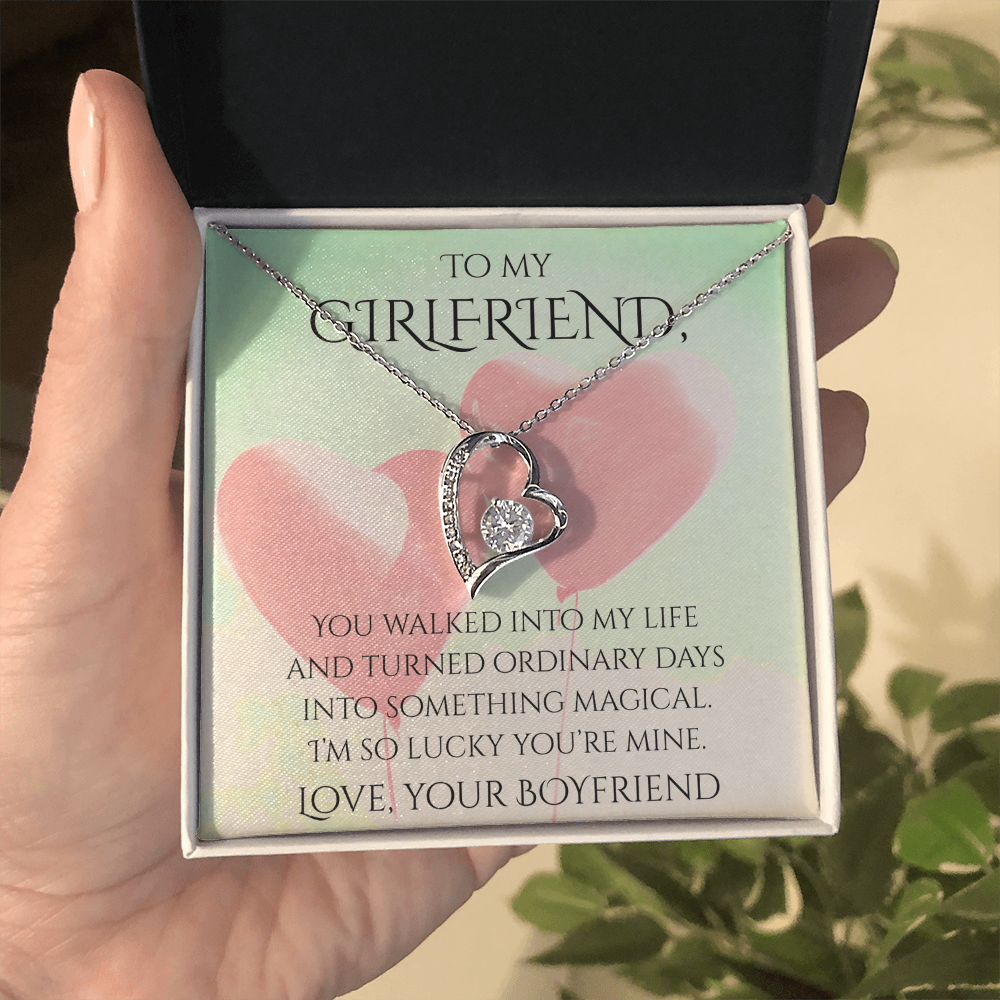 To my
Girlfriend,
You walked into my life
and turned ordinary days
into something magical.
I'm so lucky you're mine.
Love, your Boyfriend